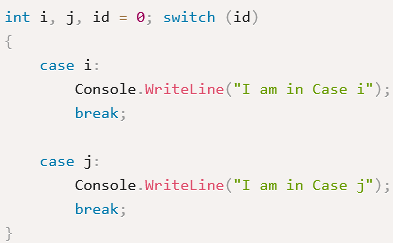 int i, j, id = 0; switch (id)
{
    case i:
        Console.WriteLine("I am in Case i");
        break;

    case j:
        Console.WriteLine("I am in Case j");
        break;
}